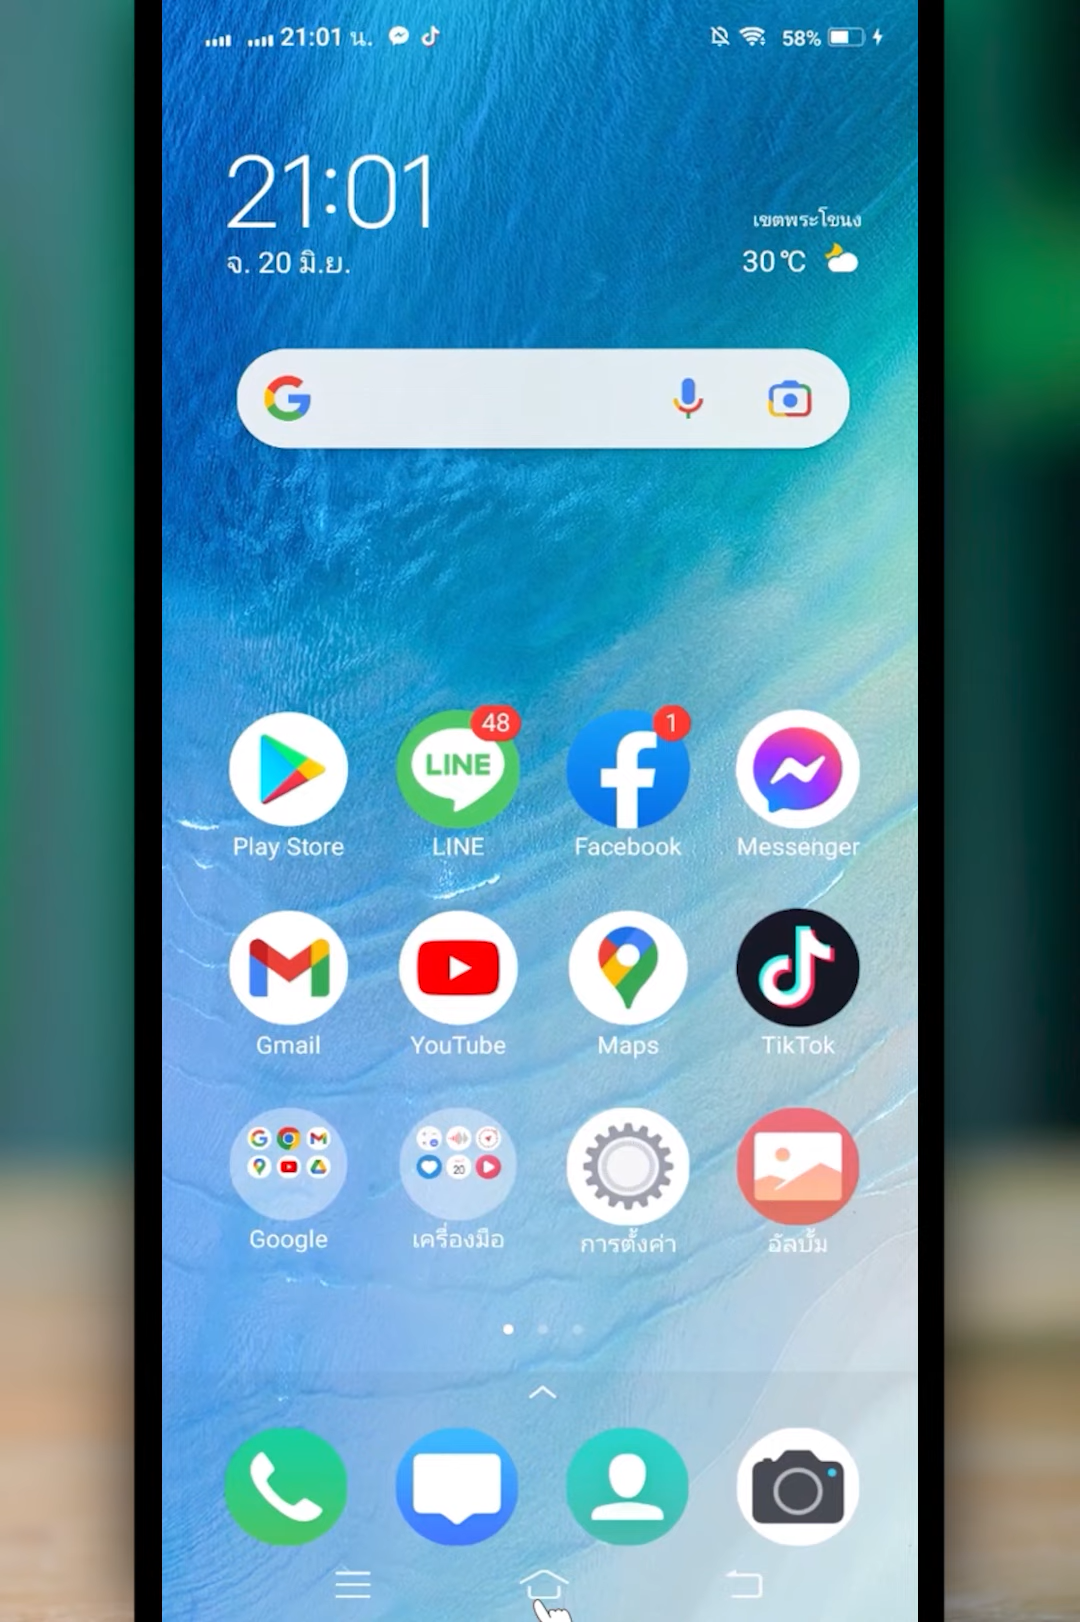 21:01 น.
58%
21:01
จ. 20 มิ.ย.
เขตพระโขนง
30 °C
48
1
LINE
Play Store
LINE
Facebook
Messenger
Gmail
YouTube
Maps
TikTok
20
Google
เครื่องมือ
การตั้งค่า
อัลบั้ม